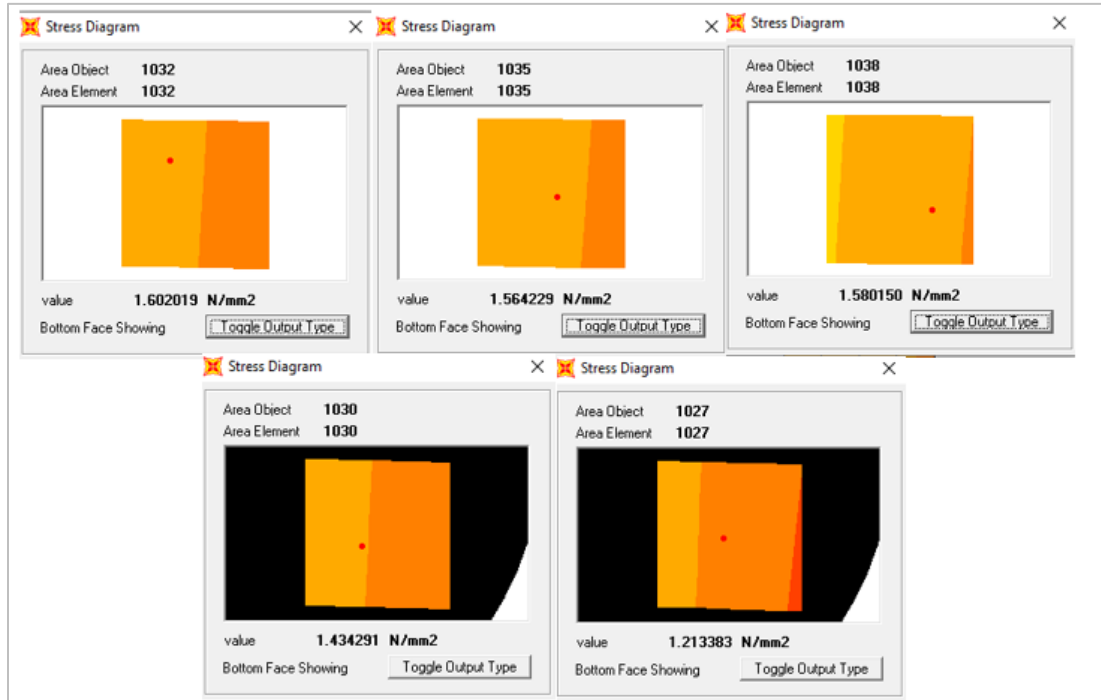 Stress Diagram
Area Object 1032
Area Element 1032
value 1.602019 N/mm2
Bottom Face Showing Toggle Output Type
Stress Diagram
Area Object 1035
Area Element 1035
value 1.564229 N/mm2
Bottom Face Showing Toggle Output Type
Stress Diagram
Area Object 1038
Area Element 1038
value 1.580150 N/mm2
Bottom Face Showing Toggle Output Type
Stress Diagram
Area Object 1030
Area Element 1030
value 1.434291 N/mm2
Bottom Face Showing Toggle Output Type
Stress Diagram
Area Object 1027
Area Element 1027
value 1.213383 N/mm2
Bottom Face Showing Toggle Output Type